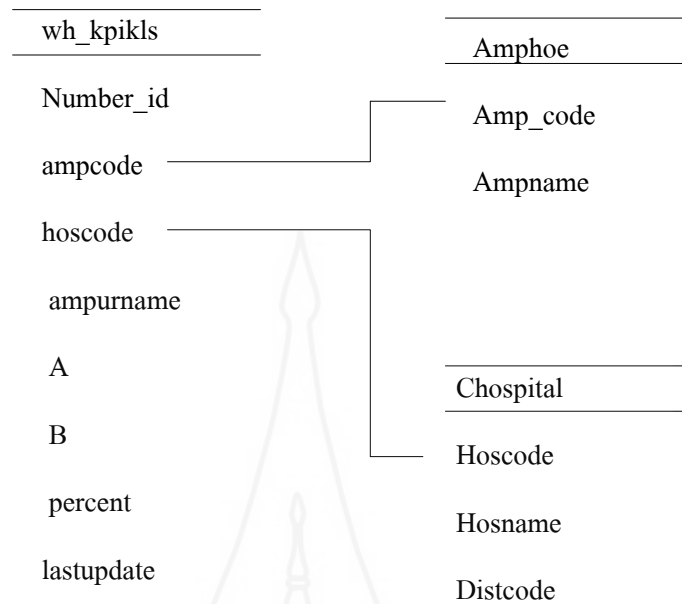 wh_kpikls
Number_id
ampcode
hoscode
ampurname
A
B
percent
lastupdate
Amphoe
Amp_code
Ampname
Chospital
Hoscode
Hosname
Distcode